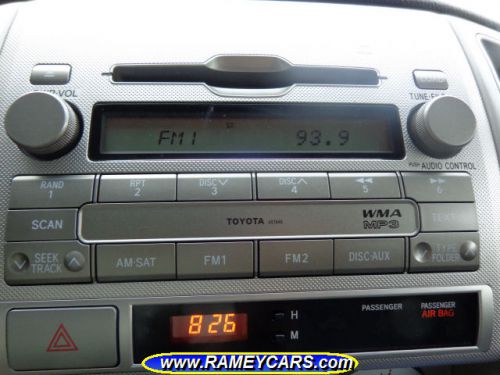 PWR·VOL
TUNE·FILE
FM1 93.9
PUSH AUDIO CONTROL
RAND 1
RPT 2
DISC ∨ 3
DISC ∧ 4
◄◄ 5
►► 6
SCAN
TOYOTA
WMA
MP3
TEXT
SEEK
TRACK
AM·SAT
FM1
FM2
DISC·AUX
TYPE
FOLDER
8:26
H
M
PASSENGER
PASSENGER
AIR BAG
www.RAMEYCARS.com